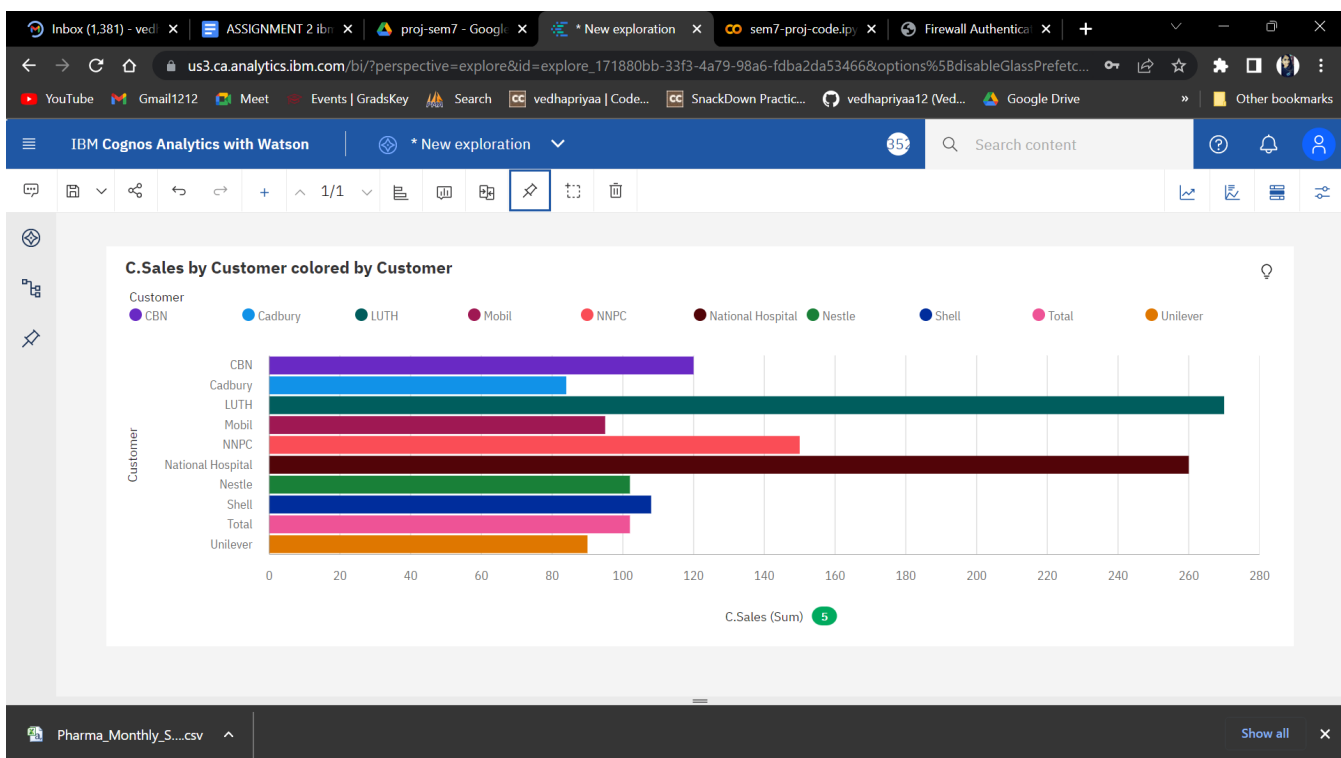 Inbox (1,381) - vedh ASSIGNMENT 2 ibm proj-sem7 - Google * New exploration sem7-proj-code.ipy Firewall Authenticat
us3.ca.analytics.ibm.com/bi/?perspective=explore&id=explore_171880bb-33f3-4a79-98a6-fdba2da53466&options%5BdisableGlassPrefetc...
YouTube Gmail1212 Meet Events | GradsKey Search vedhapriyaa | Code... SnackDown Practic... vedhapriyaa12 (Ved... Google Drive » Other bookmarks
IBM Cognos Analytics with Watson * New exploration 352 Search content
1/1
C.Sales by Customer colored by Customer
Customer
CBN Cadbury LUTH Mobil NNPC National Hospital Nestle Shell Total Unilever
Customer
CBN
Cadbury
LUTH
Mobil
NNPC
National Hospital
Nestle
Shell
Total
Unilever
0 20 40 60 80 100 120 140 160 180 200 220 240 260 280
C.Sales (Sum) 5
Pharma_Monthly_S....csv Show all